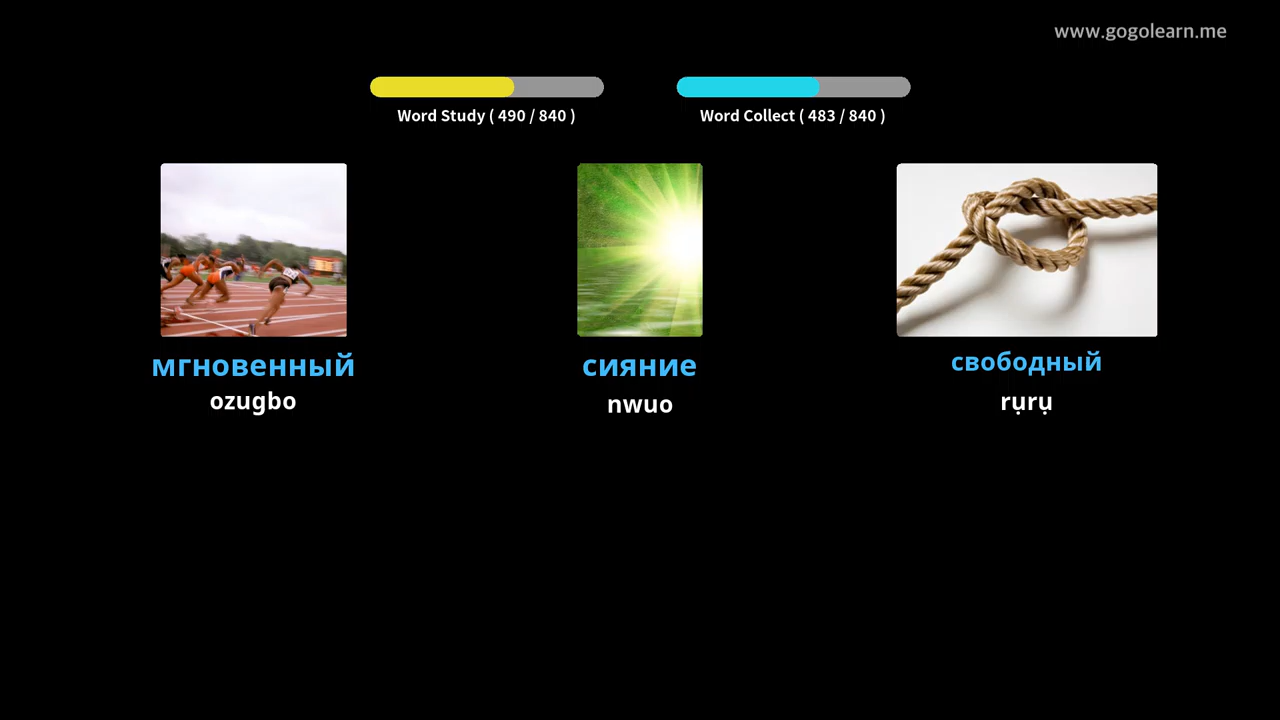 www.gogolearn.me
Word Study ( 490 / 840 )
Word Collect ( 483 / 840 )
мгновенный
ozugbo
сияние
nwuo
свободный
rụrụ